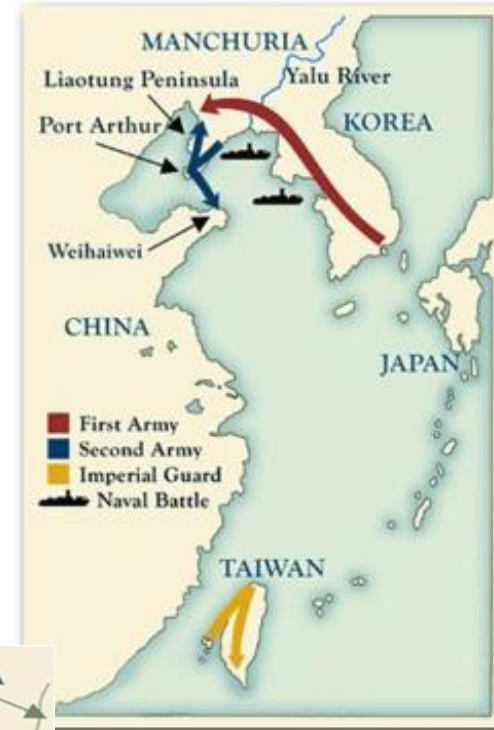 MANCHURIA
Liaotung Peninsula
Yalu River
Port Arthur
KOREA
Weihaiwei
CHINA
JAPAN
First Army
Second Army
Imperial Guard
Naval Battle
TAIWAN